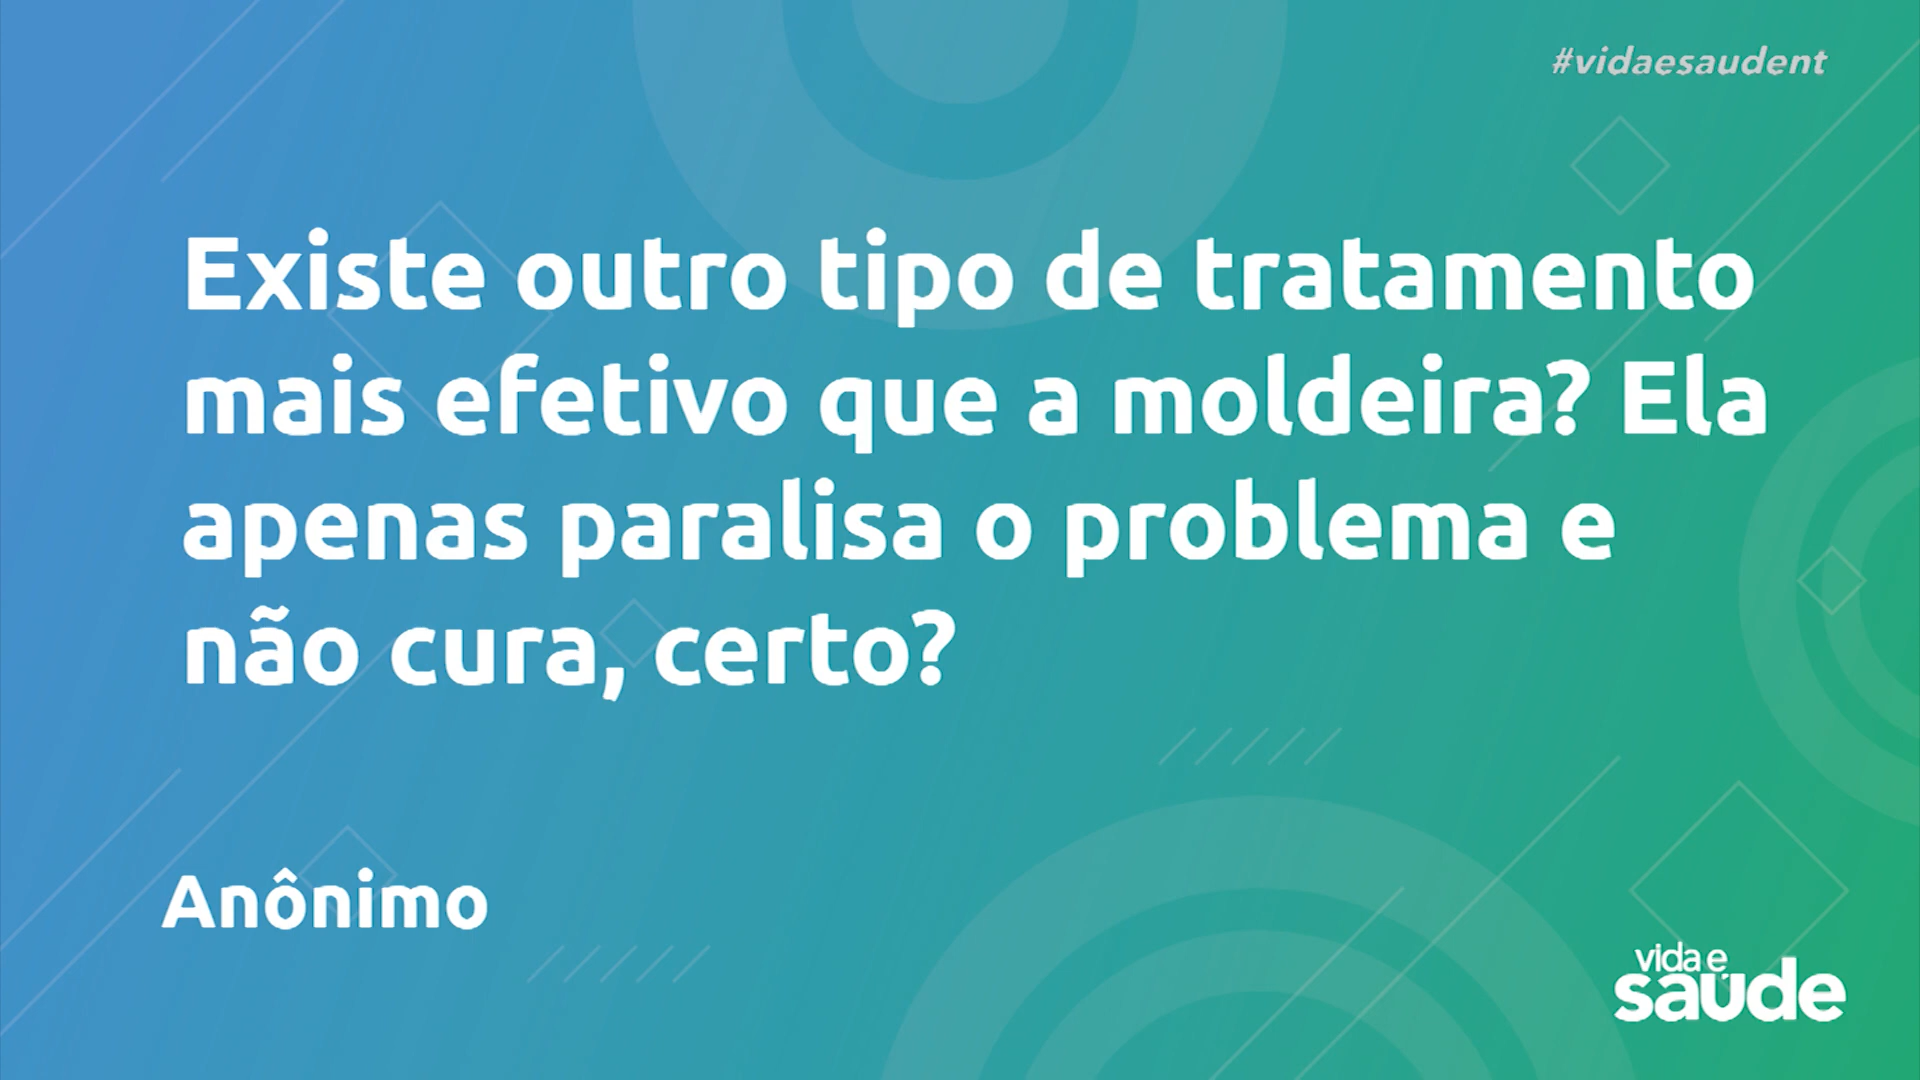 #vidaesaudent
Existe outro tipo de tratamento
mais efetivo que a moldeira? Ela
apenas paralisa o problema e
não cura, certo?
Anônimo
vida e
saúde